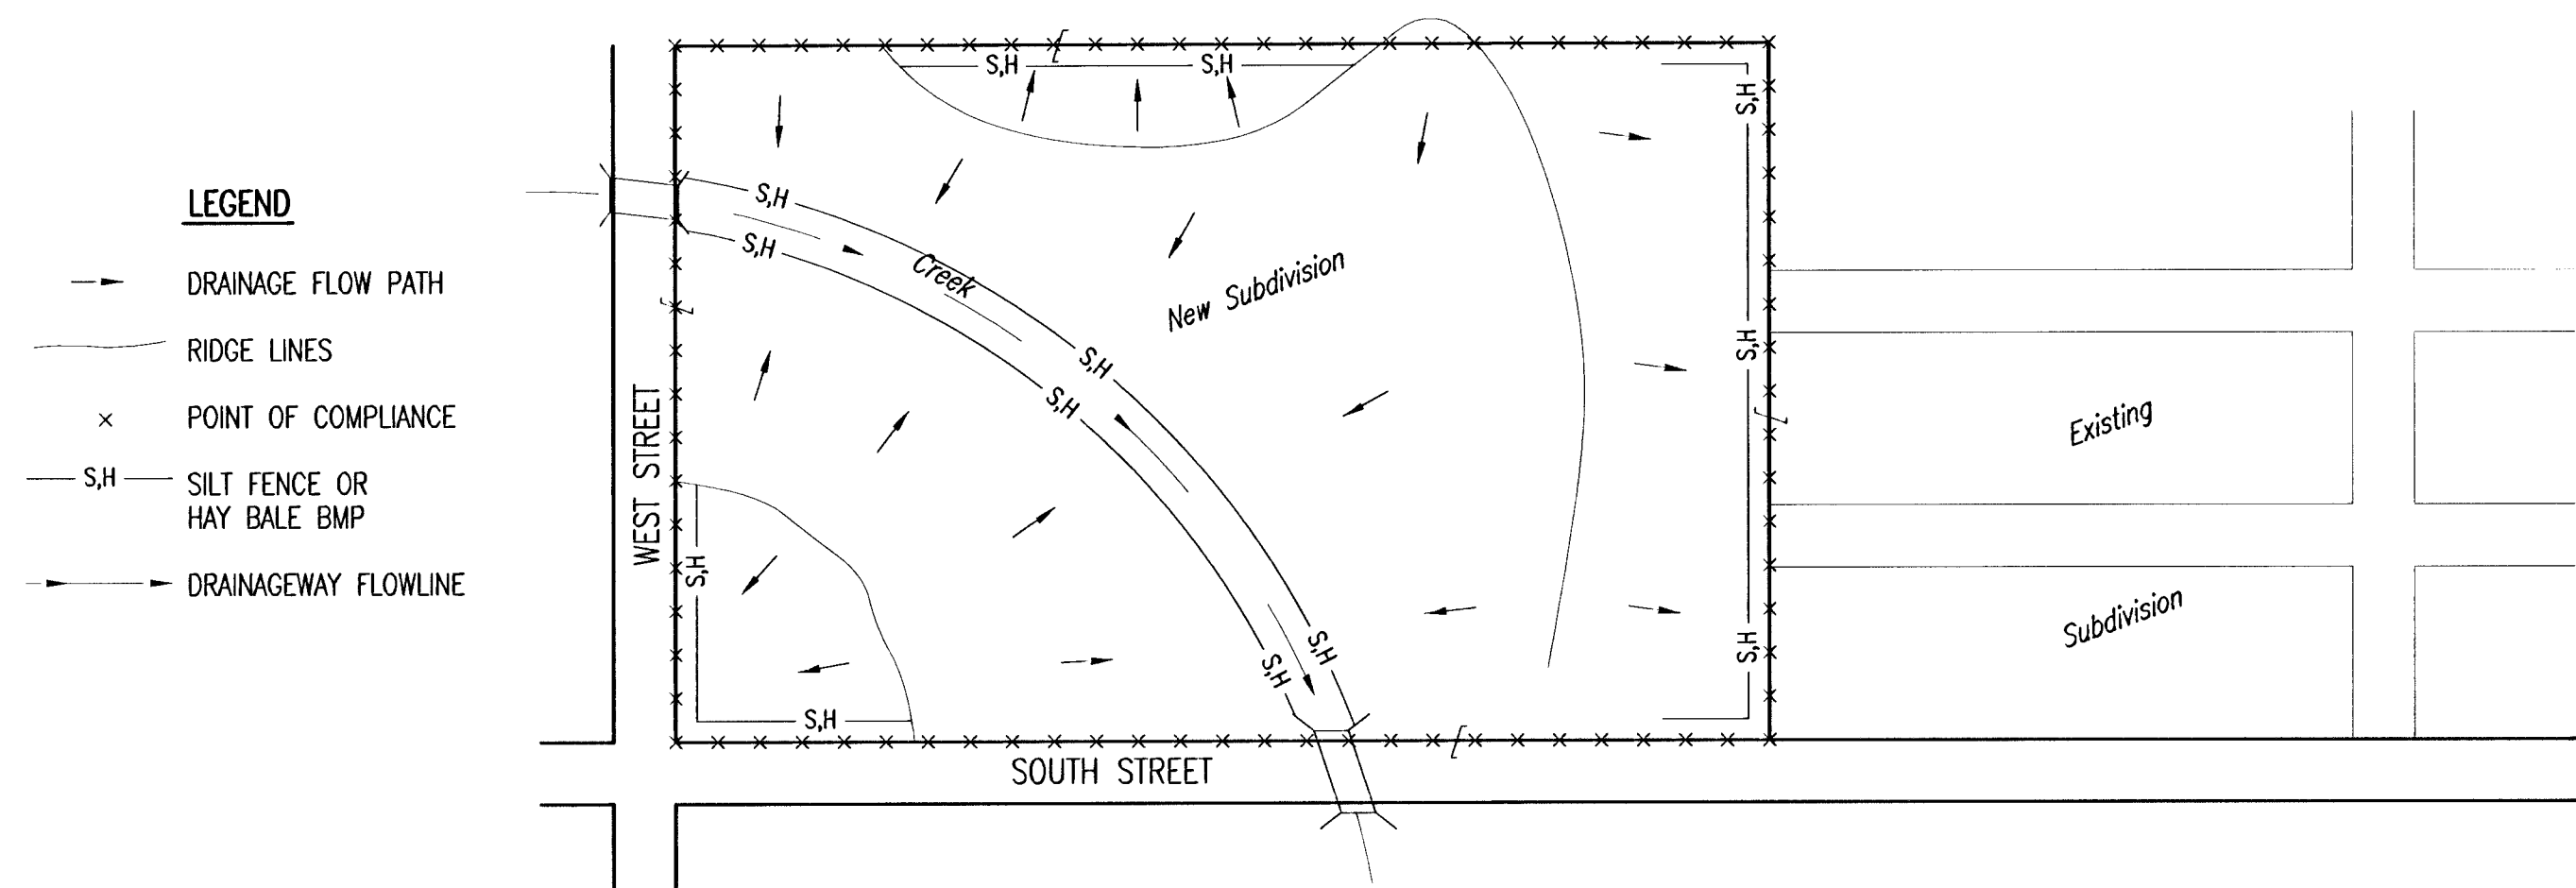 LEGEND
DRAINAGE FLOW PATH
RIDGE LINES
POINT OF COMPLIANCE
S,H
SILT FENCE OR
HAY BALE BMP
DRAINAGEWAY FLOWLINE
S,H
S,H
S,H
S,H
S,H
Creek
New Subdivision
S,H
S,H
S,H
WEST STREET
Existing
S,H
Subdivision
S,H
S,H
S,H
S,H
SOUTH STREET